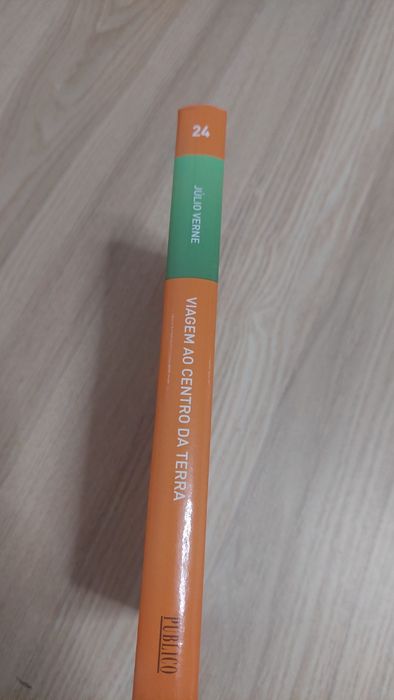 24
JÚLIO VERNE
VIAGEM AO CENTRO DA TERRA
PÚBLICO